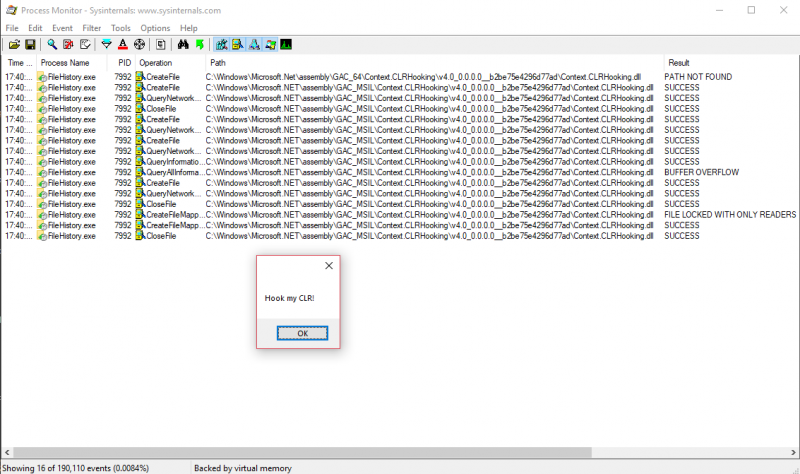 Process Monitor - Sysinternals: www.sysinternals.com
File Edit Event Filter Tools Options Help
Time ... Process Name PID Operation Path Result
17:40:... FileHistory.exe 7992 CreateFile C:\Windows\Microsoft.Net\assembly\GAC_64\Context.CLRHooking\v4.0_0.0.0.0__b2be75e4296d77ad\Context.CLRHooking.dll PATH NOT FOUND
17:40:... FileHistory.exe 7992 CreateFile C:\Windows\Microsoft.NET\assembly\GAC_MSIL\Context.CLRHooking\v4.0_0.0.0.0__b2be75e4296d77ad\Context.CLRHooking.dll SUCCESS
17:40:... FileHistory.exe 7992 QueryNetwork... C:\Windows\Microsoft.NET\assembly\GAC_MSIL\Context.CLRHooking\v4.0_0.0.0.0__b2be75e4296d77ad\Context.CLRHooking.dll SUCCESS
17:40:... FileHistory.exe 7992 CloseFile C:\Windows\Microsoft.NET\assembly\GAC_MSIL\Context.CLRHooking\v4.0_0.0.0.0__b2be75e4296d77ad\Context.CLRHooking.dll SUCCESS
17:40:... FileHistory.exe 7992 CreateFile C:\Windows\Microsoft.NET\assembly\GAC_MSIL\Context.CLRHooking\v4.0_0.0.0.0__b2be75e4296d77ad\Context.CLRHooking.dll SUCCESS
17:40:... FileHistory.exe 7992 QueryNetwork... C:\Windows\Microsoft.NET\assembly\GAC_MSIL\Context.CLRHooking\v4.0_0.0.0.0__b2be75e4296d77ad\Context.CLRHooking.dll SUCCESS
17:40:... FileHistory.exe 7992 CreateFile C:\Windows\Microsoft.NET\assembly\GAC_MSIL\Context.CLRHooking\v4.0_0.0.0.0__b2be75e4296d77ad\Context.CLRHooking.dll SUCCESS
17:40:... FileHistory.exe 7992 QueryNetwork... C:\Windows\Microsoft.NET\assembly\GAC_MSIL\Context.CLRHooking\v4.0_0.0.0.0__b2be75e4296d77ad\Context.CLRHooking.dll SUCCESS
17:40:... FileHistory.exe 7992 QueryInformatio... C:\Windows\Microsoft.NET\assembly\GAC_MSIL\Context.CLRHooking\v4.0_0.0.0.0__b2be75e4296d77ad\Context.CLRHooking.dll SUCCESS
17:40:... FileHistory.exe 7992 QueryAllInforma... C:\Windows\Microsoft.NET\assembly\GAC_MSIL\Context.CLRHooking\v4.0_0.0.0.0__b2be75e4296d77ad\Context.CLRHooking.dll BUFFER OVERFLOW
17:40:... FileHistory.exe 7992 CreateFile C:\Windows\Microsoft.NET\assembly\GAC_MSIL\Context.CLRHooking\v4.0_0.0.0.0__b2be75e4296d77ad\Context.CLRHooking.dll SUCCESS
17:40:... FileHistory.exe 7992 QueryNetwork... C:\Windows\Microsoft.NET\assembly\GAC_MSIL\Context.CLRHooking\v4.0_0.0.0.0__b2be75e4296d77ad\Context.CLRHooking.dll SUCCESS
17:40:... FileHistory.exe 7992 CloseFile C:\Windows\Microsoft.NET\assembly\GAC_MSIL\Context.CLRHooking\v4.0_0.0.0.0__b2be75e4296d77ad\Context.CLRHooking.dll SUCCESS
17:40:... FileHistory.exe 7992 CreateFileMapp... C:\Windows\Microsoft.NET\assembly\GAC_MSIL\Context.CLRHooking\v4.0_0.0.0.0__b2be75e4296d77ad\Context.CLRHooking.dll FILE LOCKED WITH ONLY READERS
17:40:... FileHistory.exe 7992 CreateFileMapp... C:\Windows\Microsoft.NET\assembly\GAC_MSIL\Context.CLRHooking\v4.0_0.0.0.0__b2be75e4296d77ad\Context.CLRHooking.dll SUCCESS
17:40:... FileHistory.exe 7992 CloseFile C:\Windows\Microsoft.NET\assembly\GAC_MSIL\Context.CLRHooking\v4.0_0.0.0.0__b2be75e4296d77ad\Context.CLRHooking.dll SUCCESS
Hook my CLR!
OK
Showing 16 of 190,110 events (0.0084%) Backed by virtual memory